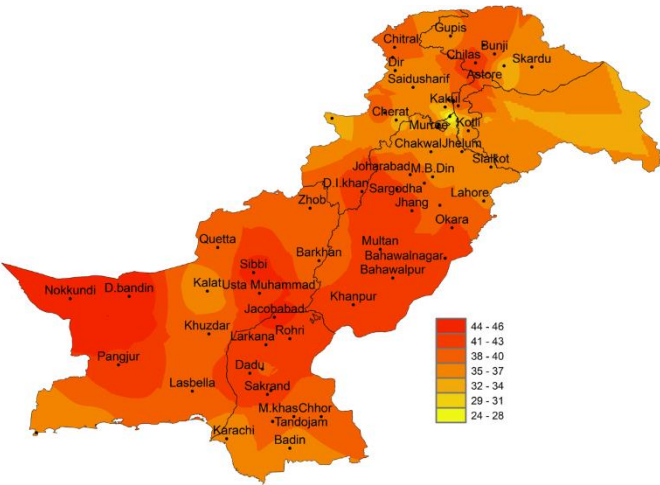 Gupis
Chitral
Bunji
Chilas
Skardu
Dir
Astore
Saidusharif
Kakul
Cherat
Murree
Kotli
Chakwal
Jhelum
Sialkot
Joharabad
M.B.Din
D.I.khan
Sargodha
Lahore
Zhob
Jhang
Okara
Quetta
Multan
Barkhan
Bahawalnagar
Sibbi
Bahawalpur
Kalat
Usta Muhammad
Nokkundi
D.bandin
Khanpur
Jacobabad
Khuzdar
Larkana
Rohri
Pangjur
Dadu
Lasbella
Sakrand
M.khas
Chhor
Tandojam
Karachi
Badin
44 - 46
41 - 43
38 - 40
35 - 37
32 - 34
29 - 31
24 - 28